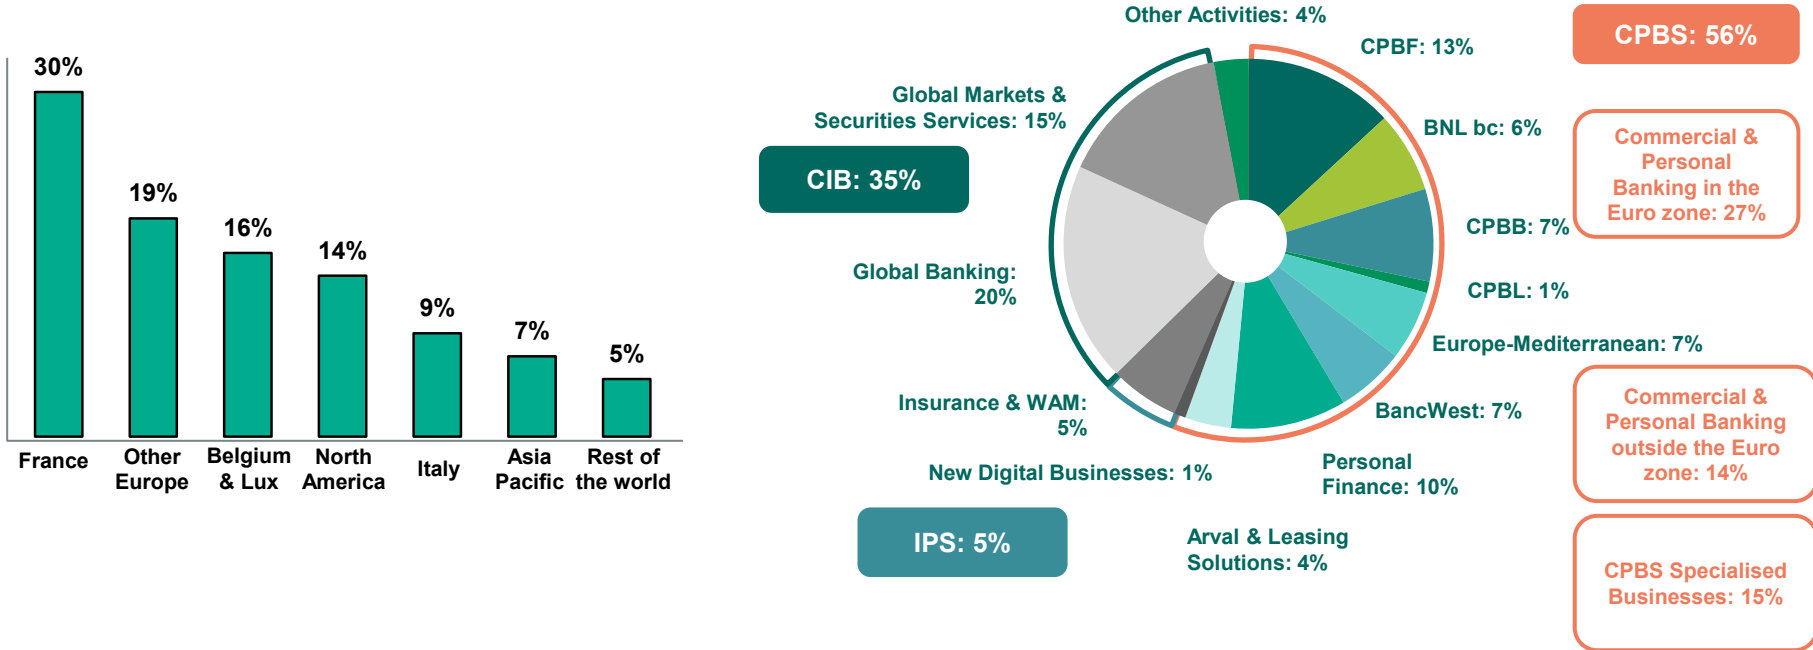 30%
19%
16%
14%
9%
7%
5%
France
Other
Europe
Belgium
& Lux
North
America
Italy
Asia
Pacific
Rest of
the world
Other Activities: 4%
CPBF: 13%
CPBS: 56%
Global Markets &
Securities Services: 15%
BNL bc: 6%
Commercial &
Personal
Banking in the
Euro zone: 27%
CIB: 35%
CPBB: 7%
Global Banking:
20%
CPBL: 1%
Europe-Mediterranean: 7%
Insurance & WAM:
5%
BancWest: 7%
Commercial &
Personal Banking
outside the Euro
zone: 14%
New Digital Businesses: 1%
Personal
Finance: 10%
IPS: 5%
Arval & Leasing
Solutions: 4%
CPBS Specialised
Businesses: 15%